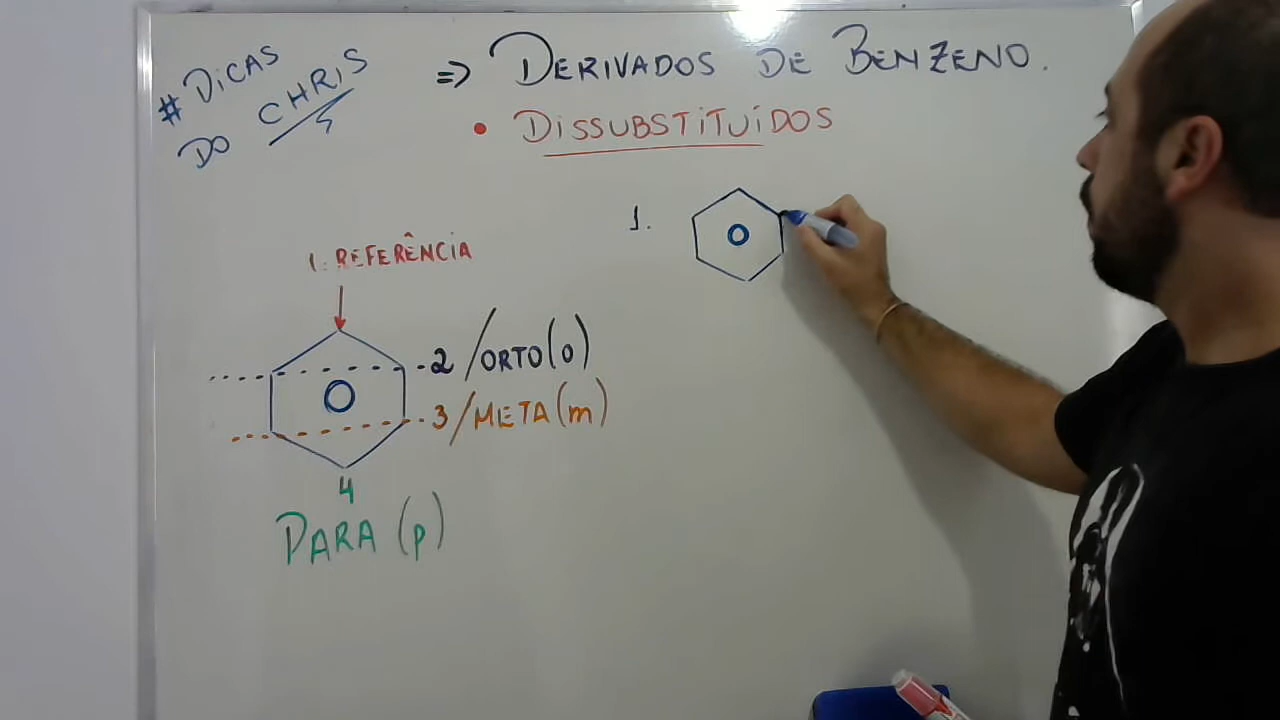 # DICAS
DO CHRIS
=> DERIVADOS DE BENZENO.
• DISSUBSTITUÍDOS
1.
1. REFERÊNCIA
2/ORTO(o)
3/META(m)
4
PARA (p)